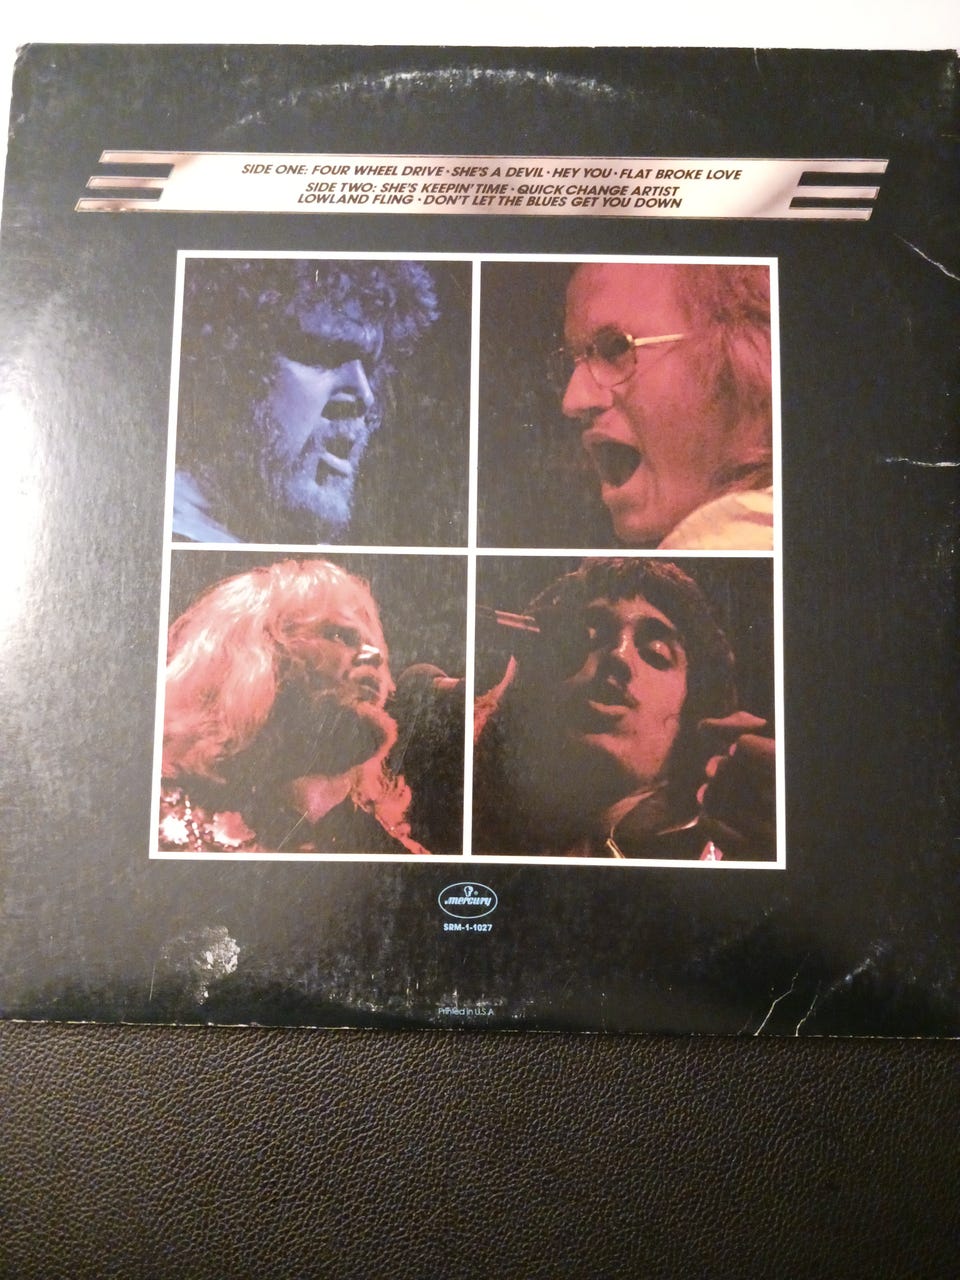 SIDE ONE: FOUR WHEEL DRIVE · SHE'S A DEVIL · HEY YOU · FLAT BROKE LOVE
SIDE TWO: SHE'S KEEPIN' TIME · QUICK CHANGE ARTIST
LOWLAND FLING · DON'T LET THE BLUES GET YOU DOWN
mercury
SRM-1-1027
Printed in U.S.A